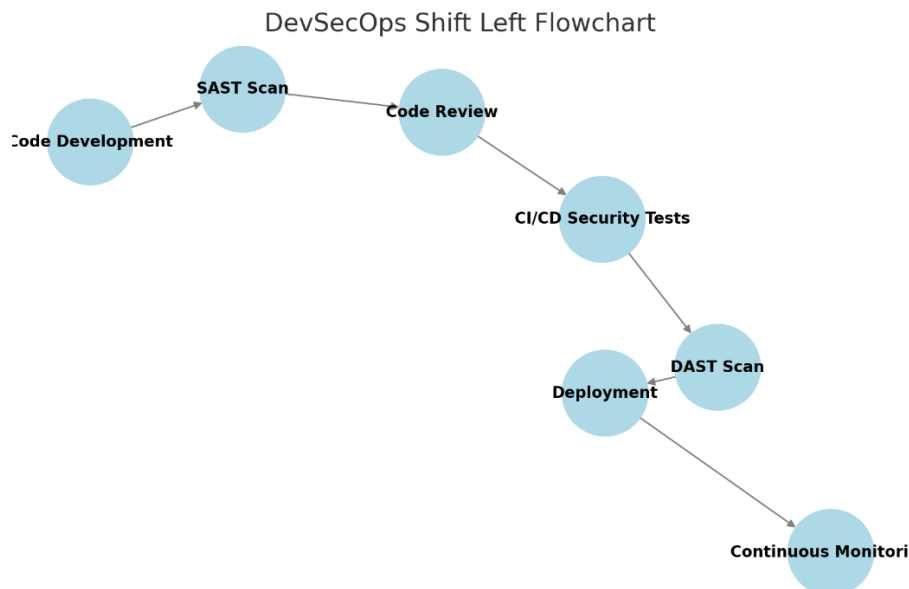 DevSecOps Shift Left Flowchart
SAST Scan
Code Review
Code Development
CI/CD Security Tests
DAST Scan
Deployment
Continuous Monitori